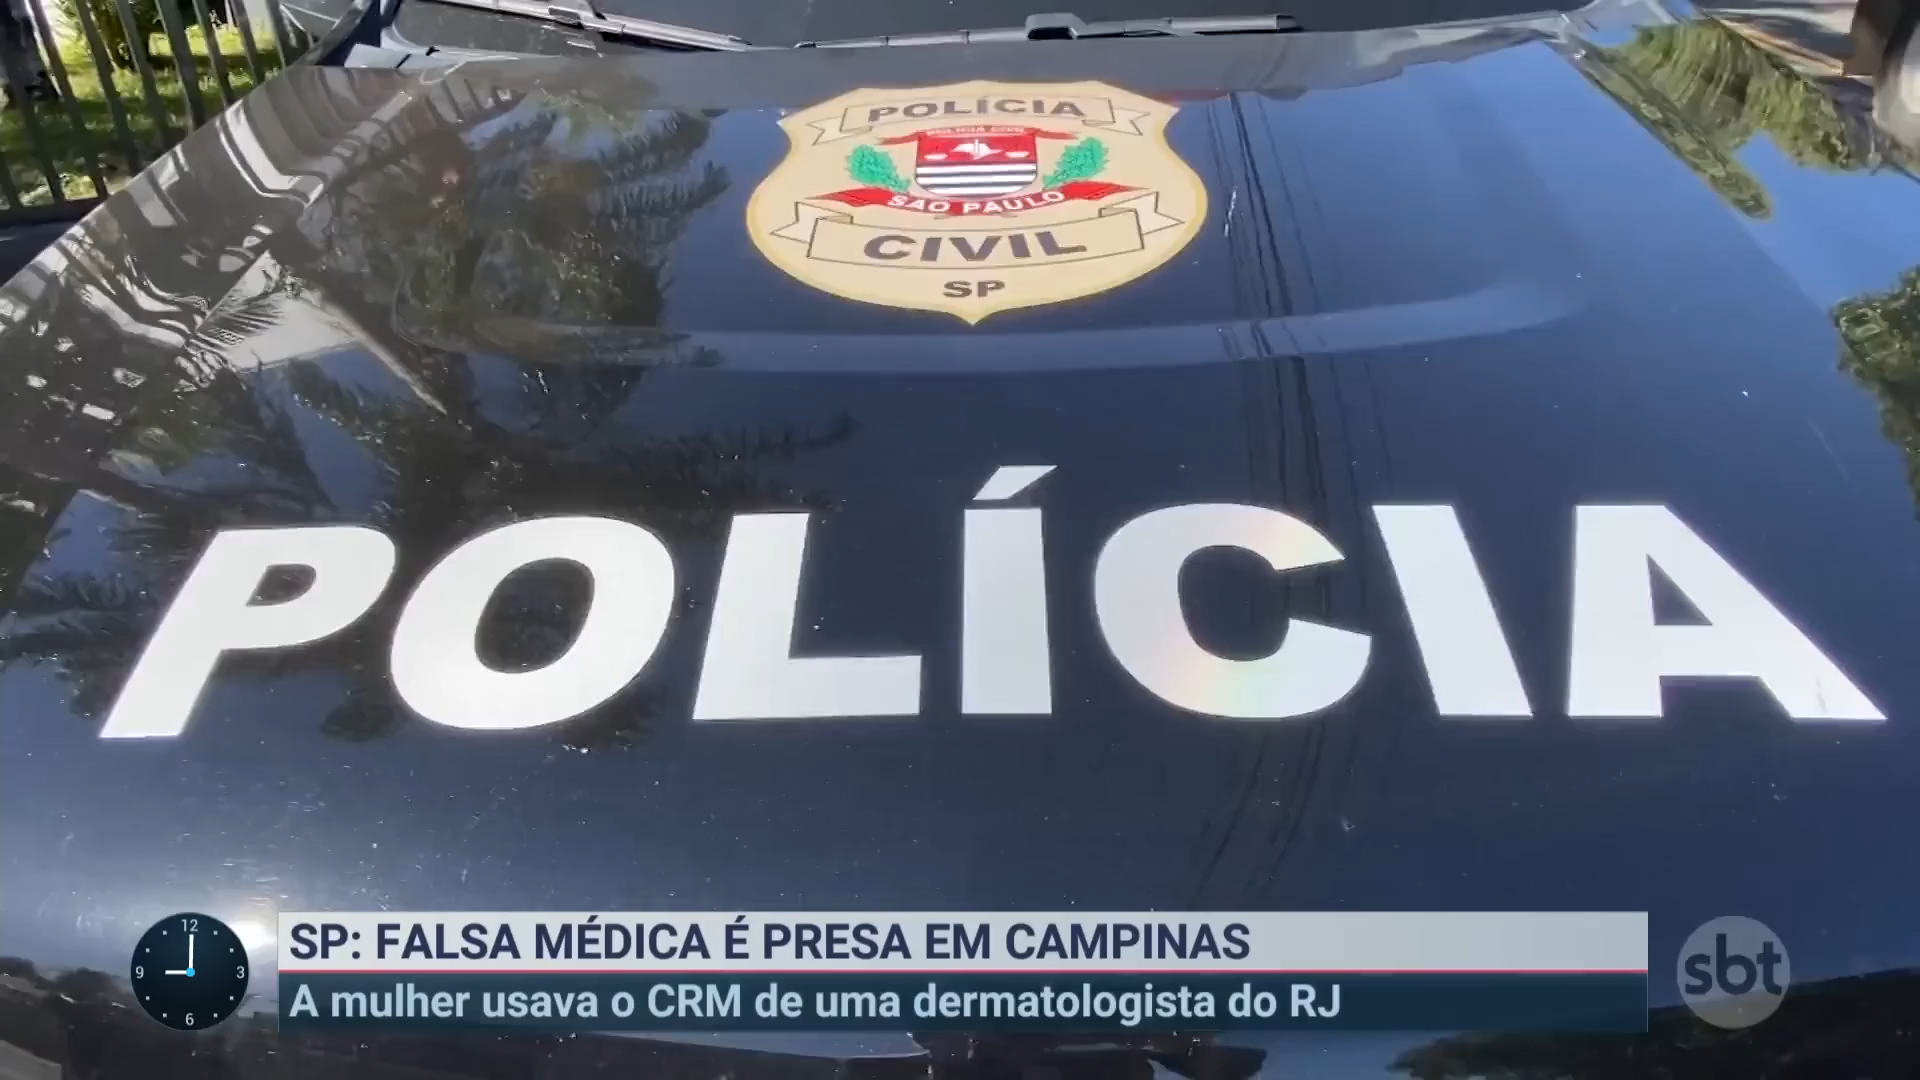 POLÍCIA
POLÍCIA CIVIL
SÃO PAULO
CIVIL
SP
POLÍCIA
12
9
3
6
SP: FALSA MÉDICA É PRESA EM CAMPINAS
A mulher usava o CRM de uma dermatologista do RJ
sbt